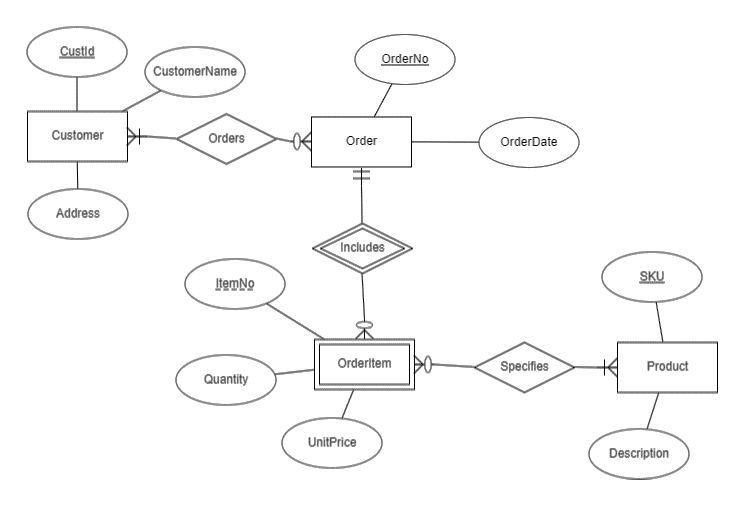 CustId
OrderNo
CustomerName
Customer
Orders
Order
OrderDate
Address
Includes
SKU
ItemNo
OrderItem
Specifies
Product
Quantity
UnitPrice
Description